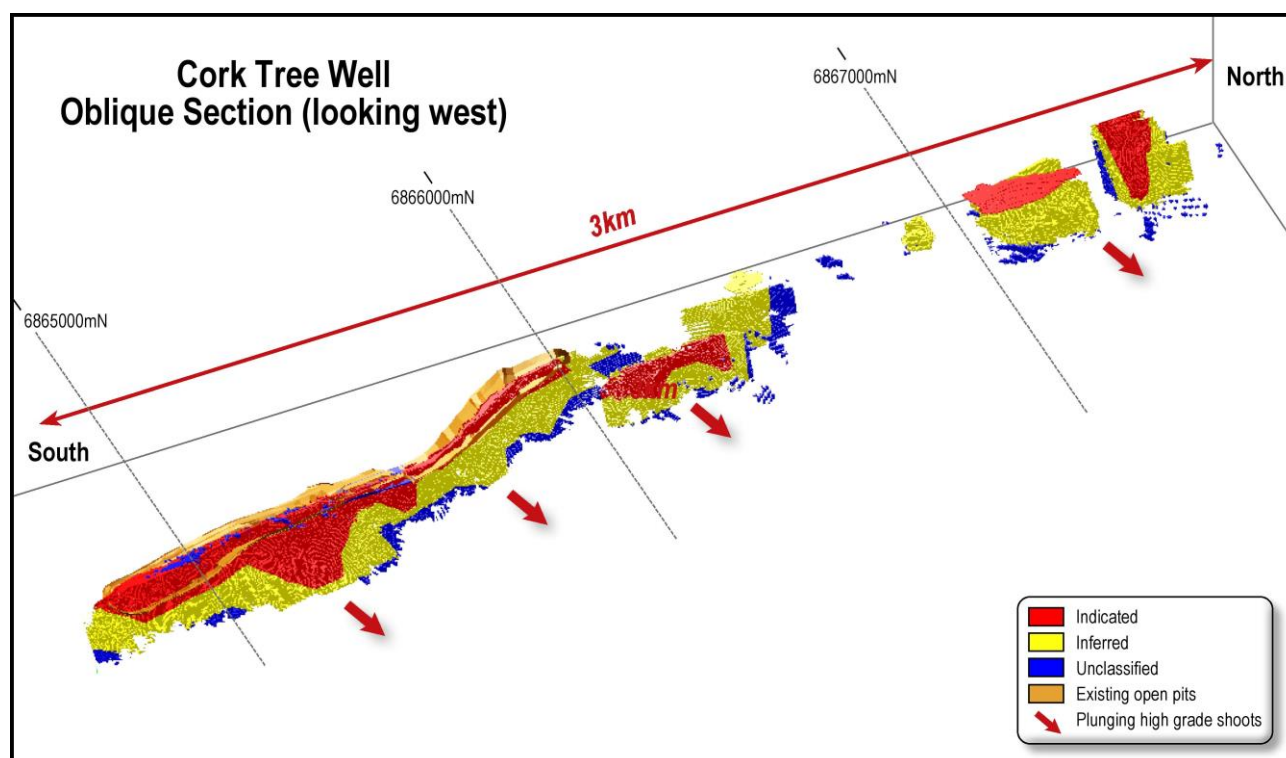 Cork Tree Well
Oblique Section (looking west)
6867000mN
North
6866000mN
3km
6865000mN
South
Indicated
Inferred
Unclassified
Existing open pits
Plunging high grade shoots